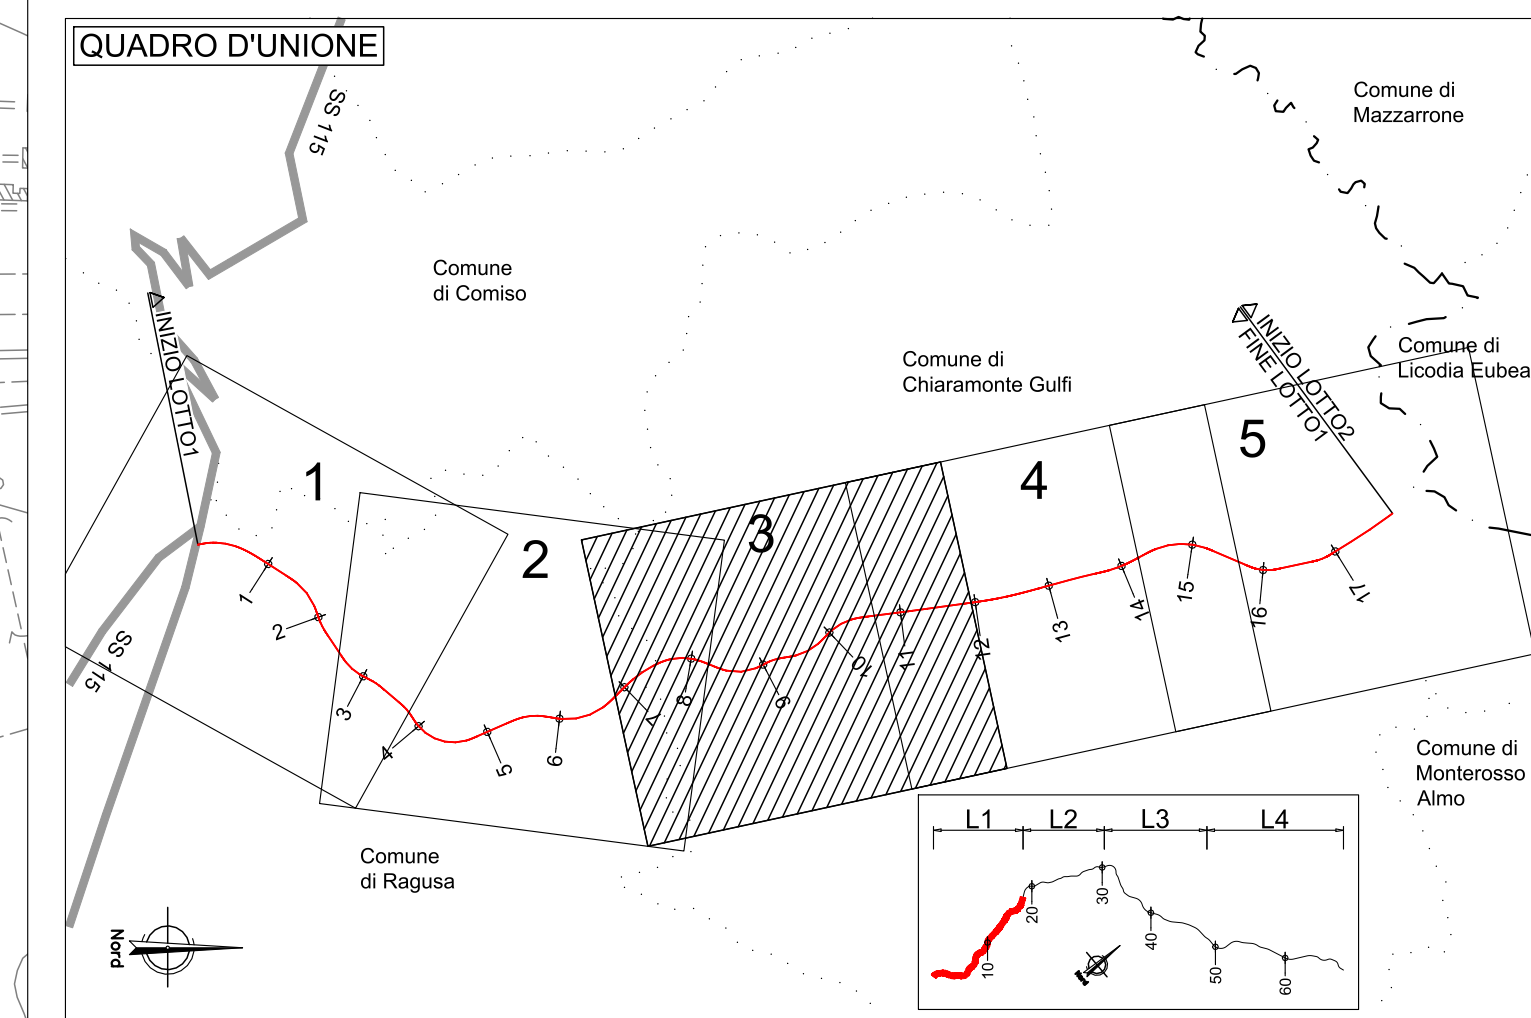 QUADRO D'UNIONE
SS 115
Comune di
Mazzarrone
Comune
di Comiso
INIZIO LOTTO1
Comune di
Chiaramonte Gulfi
INIZIO LOTTO2
FINE LOTTO1
Comune di
Licodia Eubea
1
2
3
4
5
1
2
3
4
5
6
7
8
9
10
11
12
13
14
15
16
17
SS 115
Comune
di Ragusa
Comune di
Monterosso
Almo
Nord
L1 L2 L3 L4
10
20
30
40
50
60